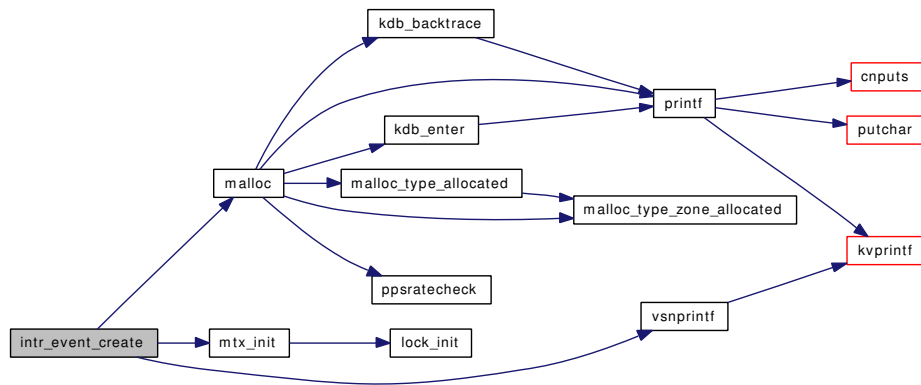 kdb_backtrace
cnputs
printf
kdb_enter
putchar
malloc
malloc_type_allocated
malloc_type_zone_allocated
kvprintf
ppsratecheck
vsnprintf
intr_event_create
mtx_init
lock_init